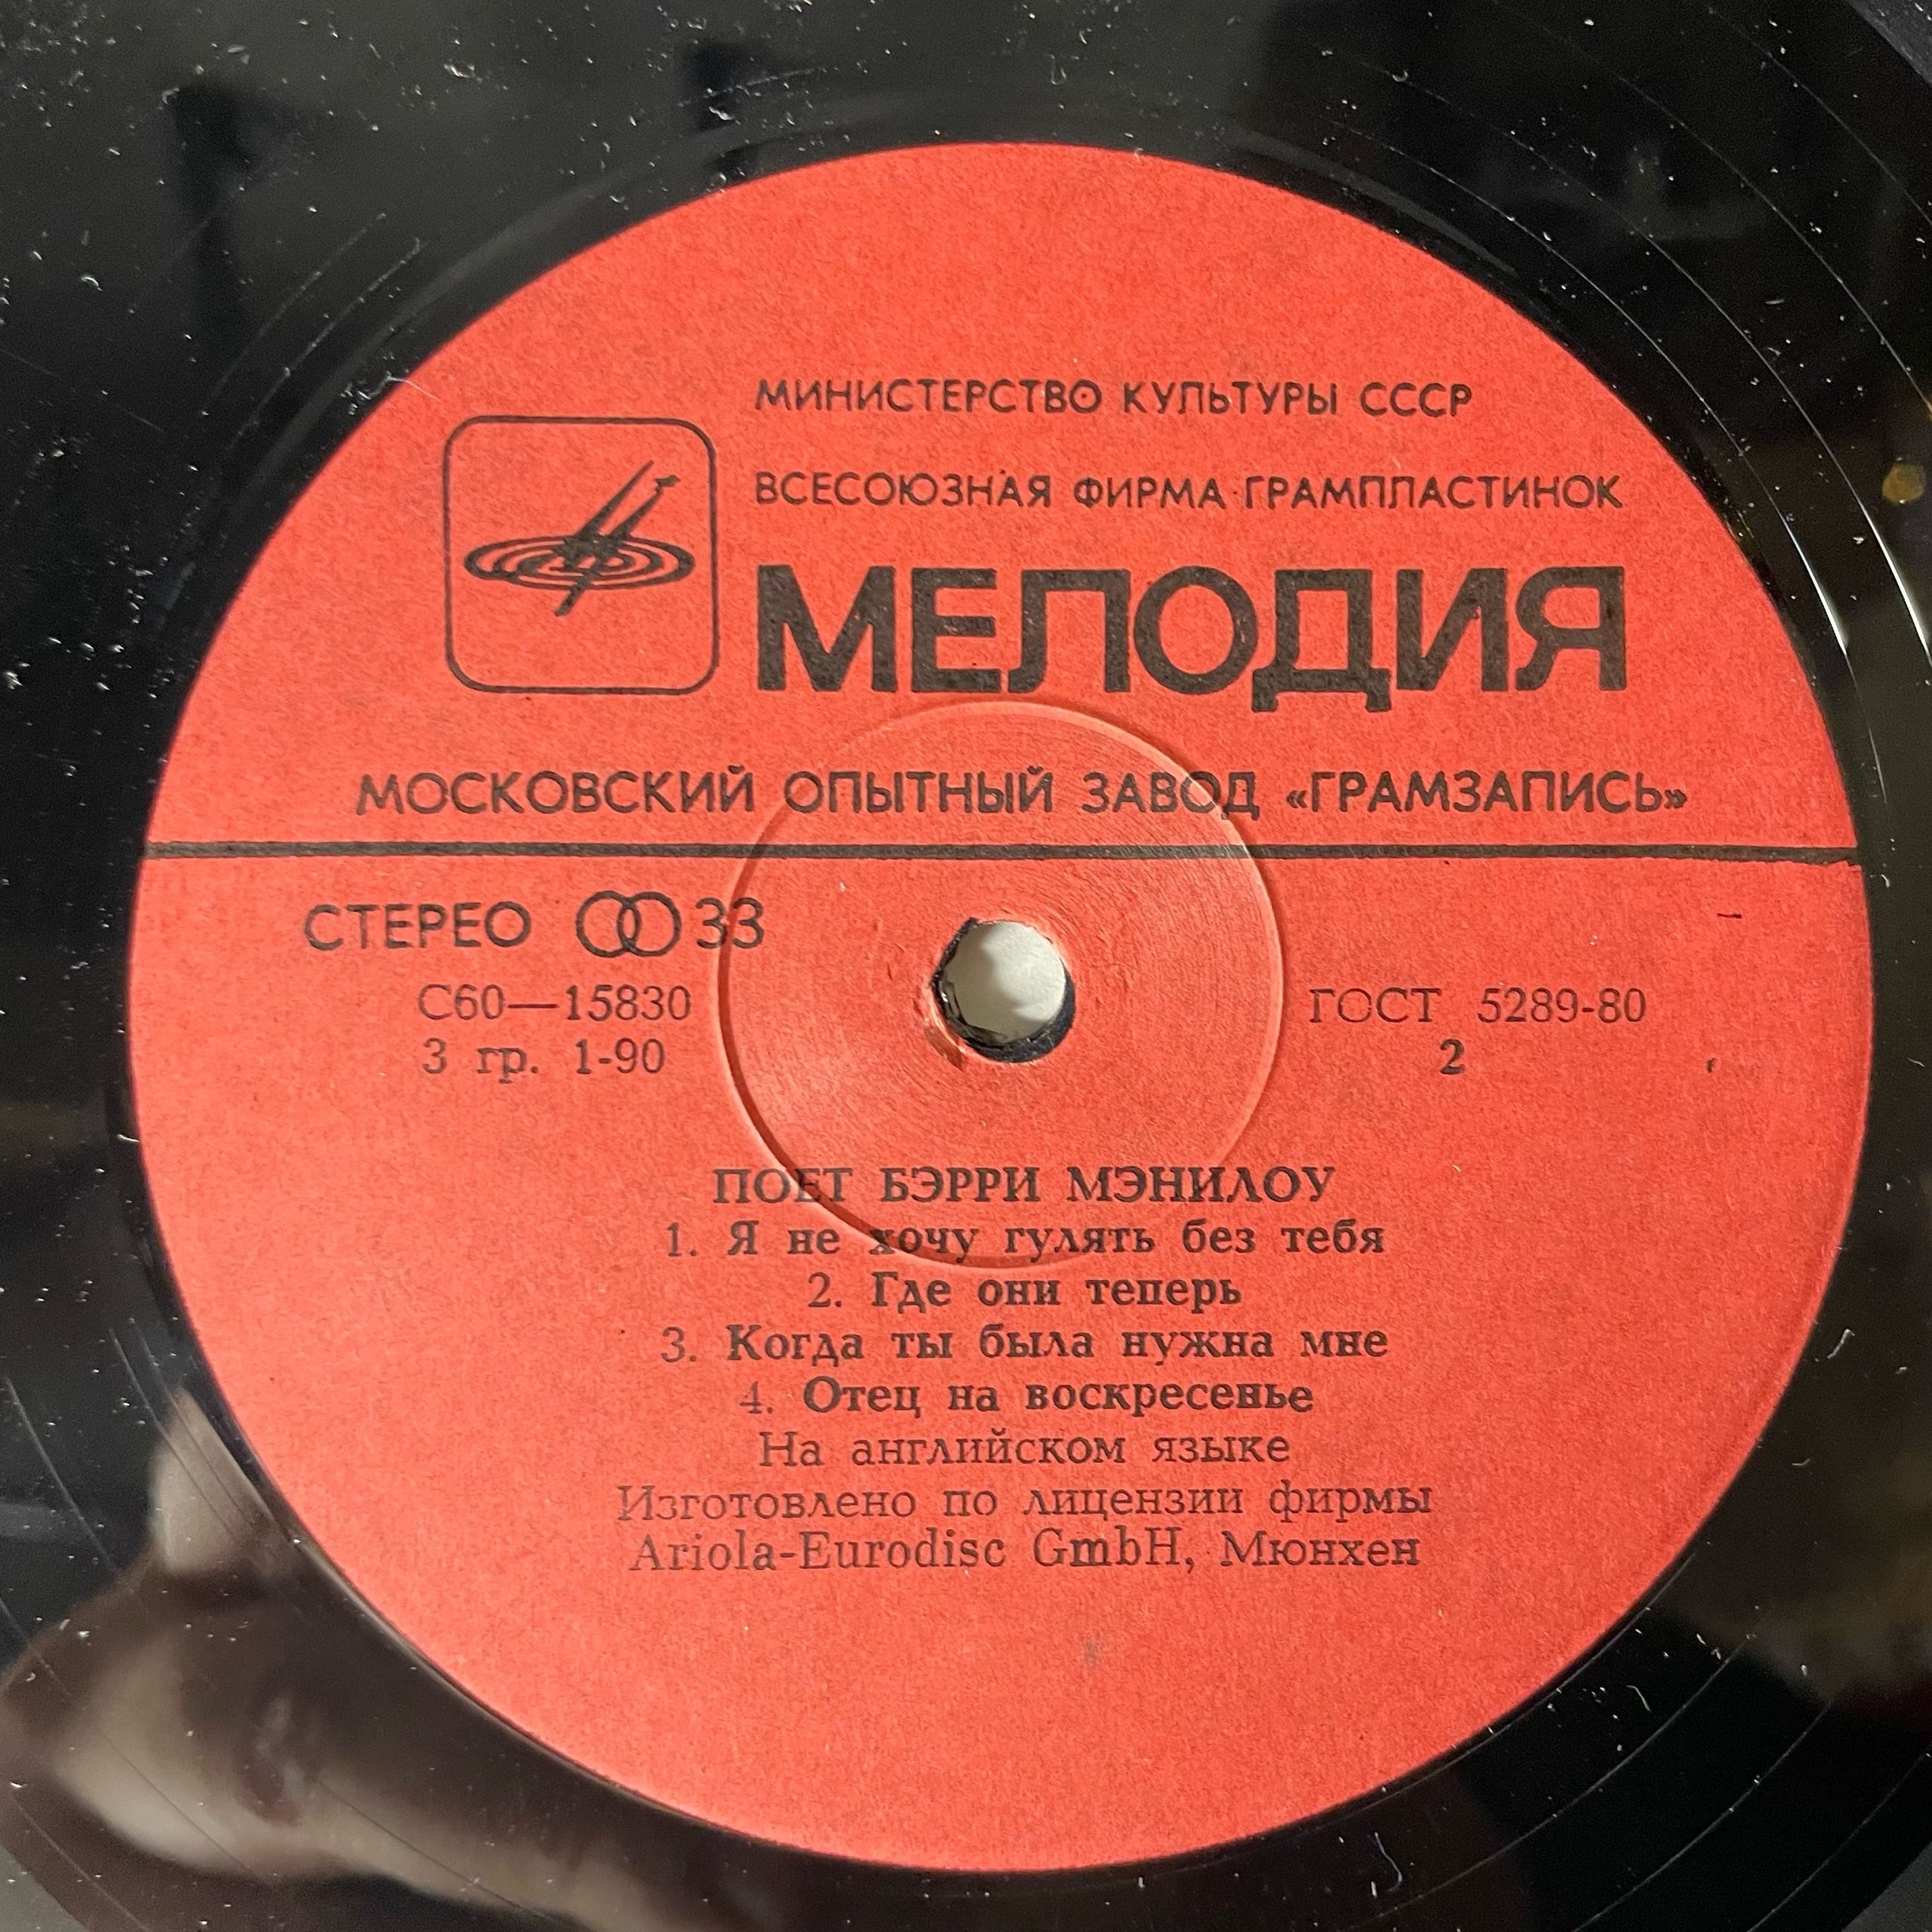 МИНИСТЕРСТВО КУЛЬТУРЫ СССР
ВСЕСОЮЗНАЯ ФИРМА ГРАМПЛАСТИНОК
МЕЛОДИЯ
МОСКОВСКИЙ ОПЫТНЫЙ ЗАВОД «ГРАМЗАПИСЬ»
СТЕРЕО 33
С60—15830
ГОСТ 5289-80
3 гр. 1-90
2
ПОЕТ БЭРРИ МЭНИЛОУ
1. Я не хочу гулять без тебя
2. Где они теперь
3. Когда ты была нужна мне
4. Отец на воскресенье
На английском языке
Изготовлено по лицензии фирмы
Ariola-Eurodisc GmbH, Мюнхен